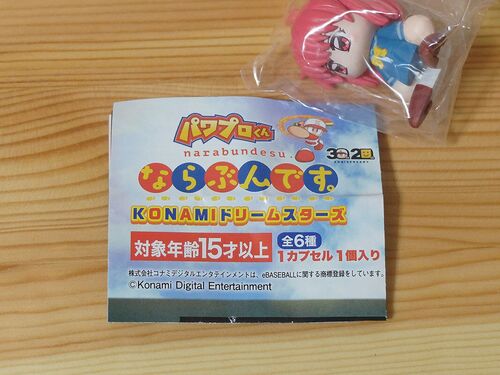 パワプロくん
narabundesu.
ならぶんです。
KONAMIドリームスターズ
対象年齢15才以上
全6種
1カプセル 1個入り
株式会社コナミデジタルエンタテインメントは、eBASEBALLに関する商標登録をしています。
©Konami Digital Entertainment